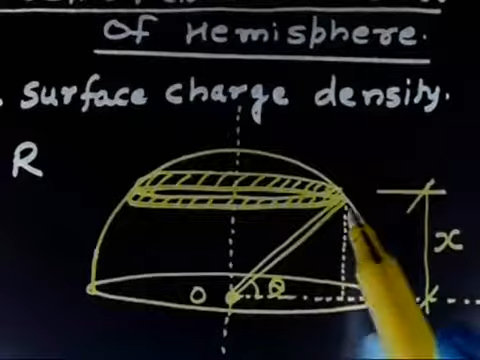 Of Hemisphere.
surface charge density.
R
x
O θ